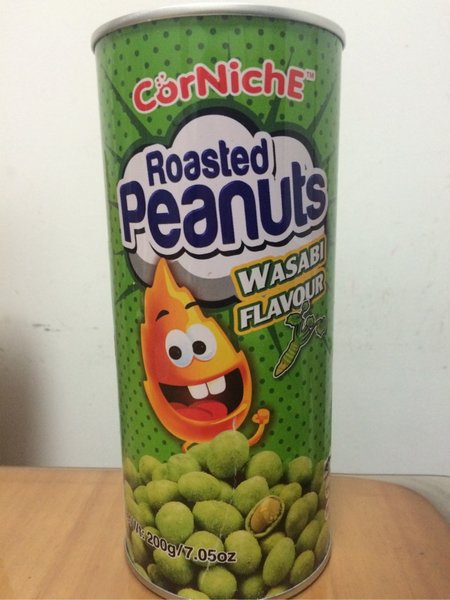 CorNichE™
Roasted
Peanuts
WASABI
FLAVOUR
200g/7.05oz